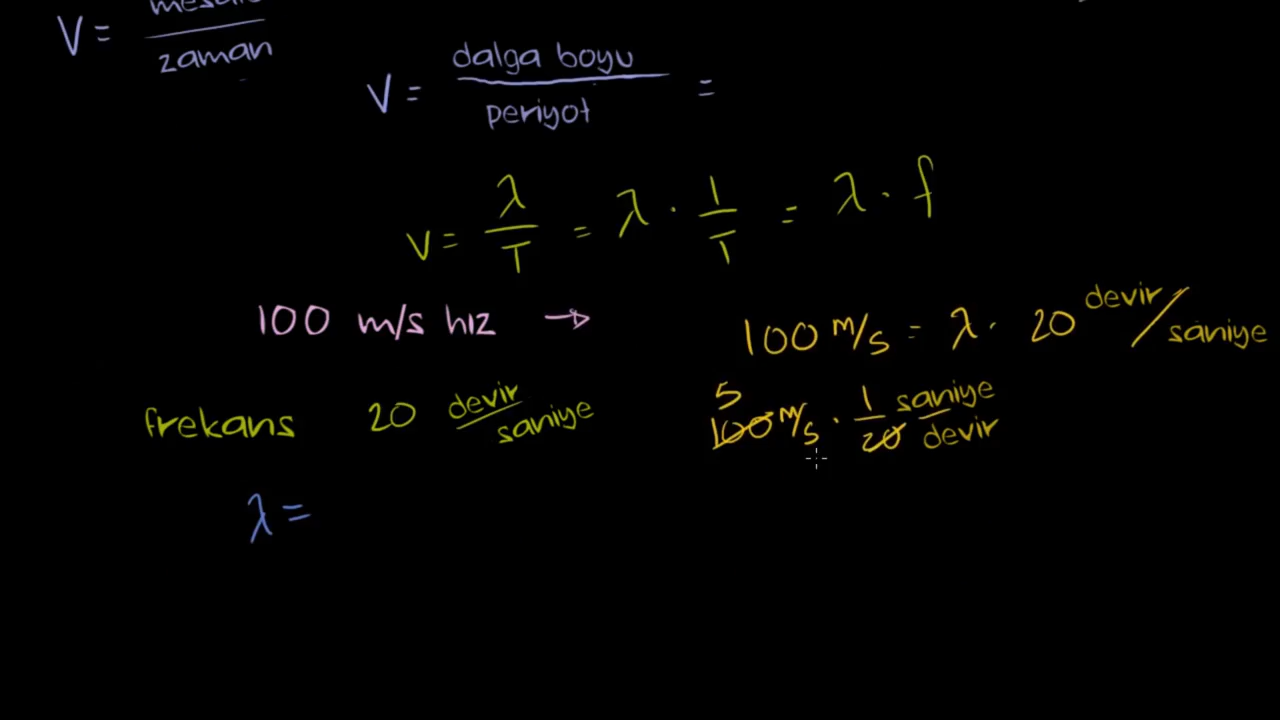 V = zaman
V = dalga boyu / periyot =
v = λ / T = λ · 1 / T = λ · f
100 m/s hız → 100 m/s = λ · 20 devir/saniye
frekans 20 devir/saniye
5
100 m/s · 1 saniye / 20 devir
λ =